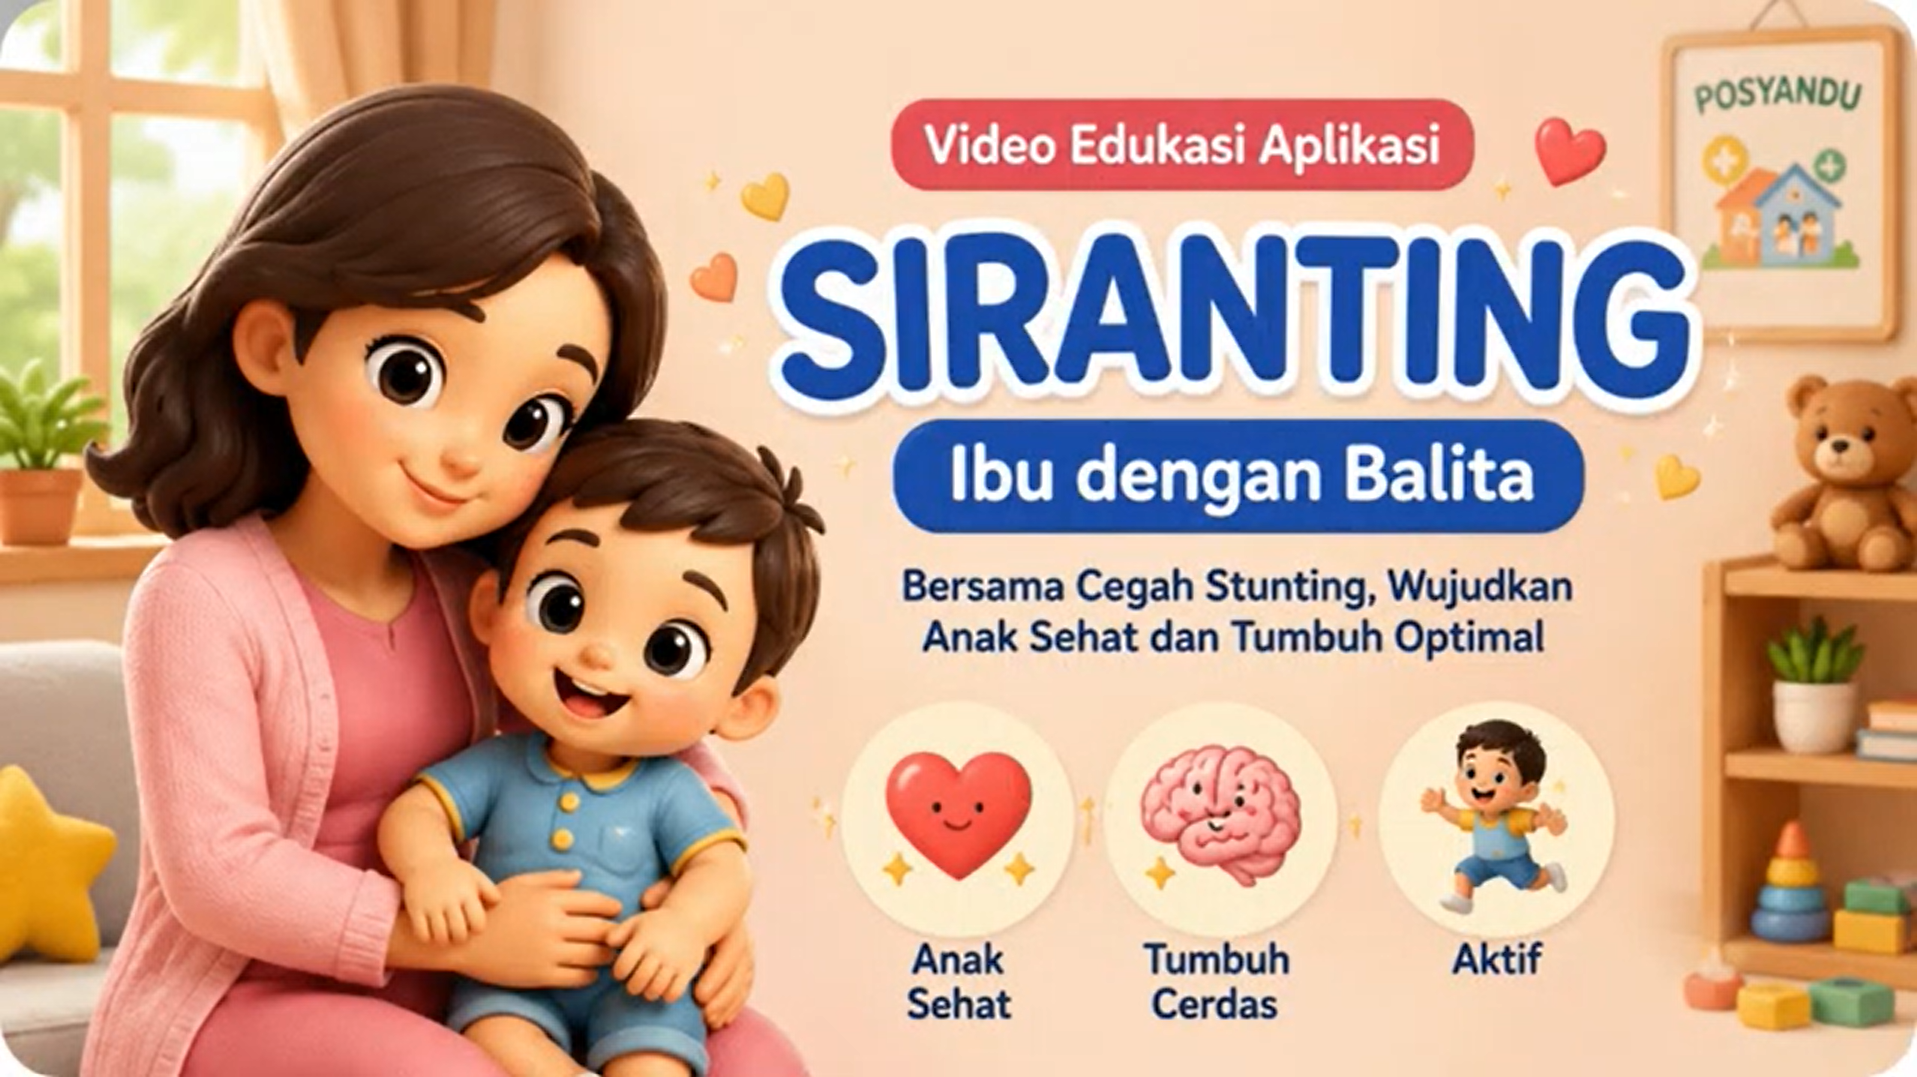 POSYANDU
Video Edukasi Aplikasi
SIRANTING
Ibu dengan Balita
Bersama Cegah Stunting, Wujudkan
Anak Sehat dan Tumbuh Optimal
Anak
Sehat
Tumbuh
Cerdas
Aktif